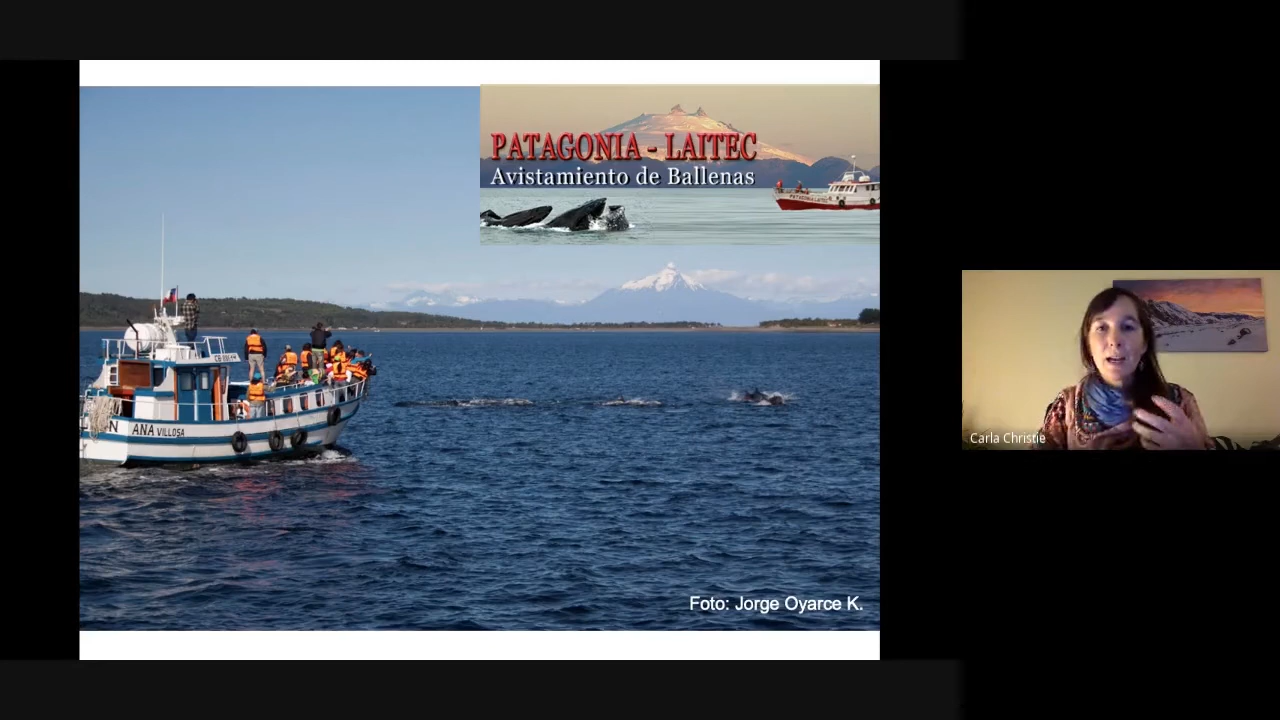 PATAGONIA - LAITEC
Avistamiento de Ballenas
ANA VILLOSA
Carla Christie
Foto: Jorge Oyarce K.